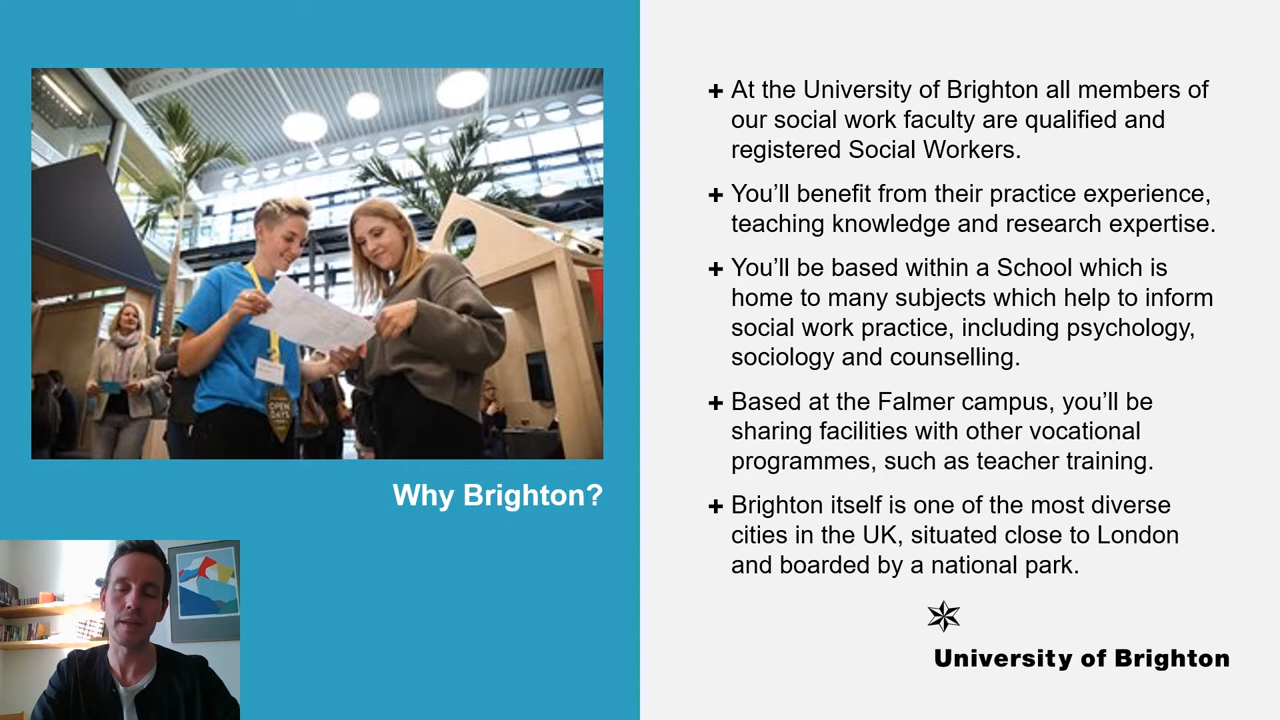 OPEN
DAY
Why Brighton?
+ At the University of Brighton all members of
our social work faculty are qualified and
registered Social Workers.
+ You’ll benefit from their practice experience,
teaching knowledge and research expertise.
+ You’ll be based within a School which is
home to many subjects which help to inform
social work practice, including psychology,
sociology and counselling.
+ Based at the Falmer campus, you’ll be
sharing facilities with other vocational
programmes, such as teacher training.
+ Brighton itself is one of the most diverse
cities in the UK, situated close to London
and boarded by a national park.
University of Brighton